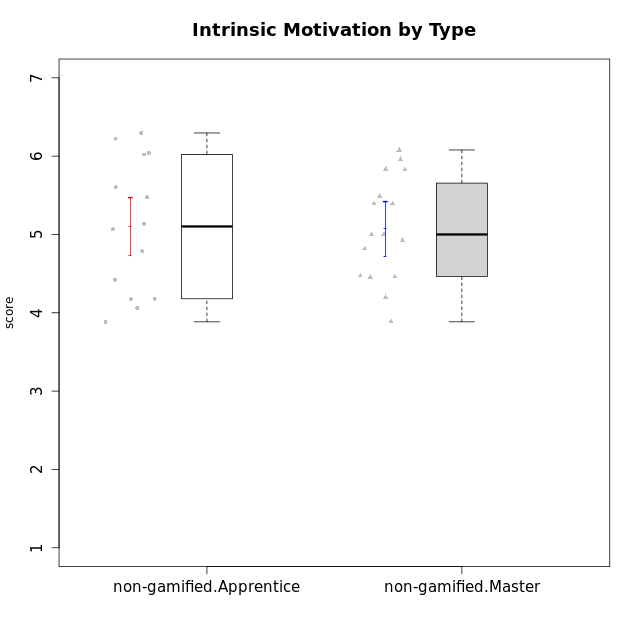 Intrinsic Motivation by Type
score
7
6
5
4
3
2
1
non-gamified.Apprentice
non-gamified.Master